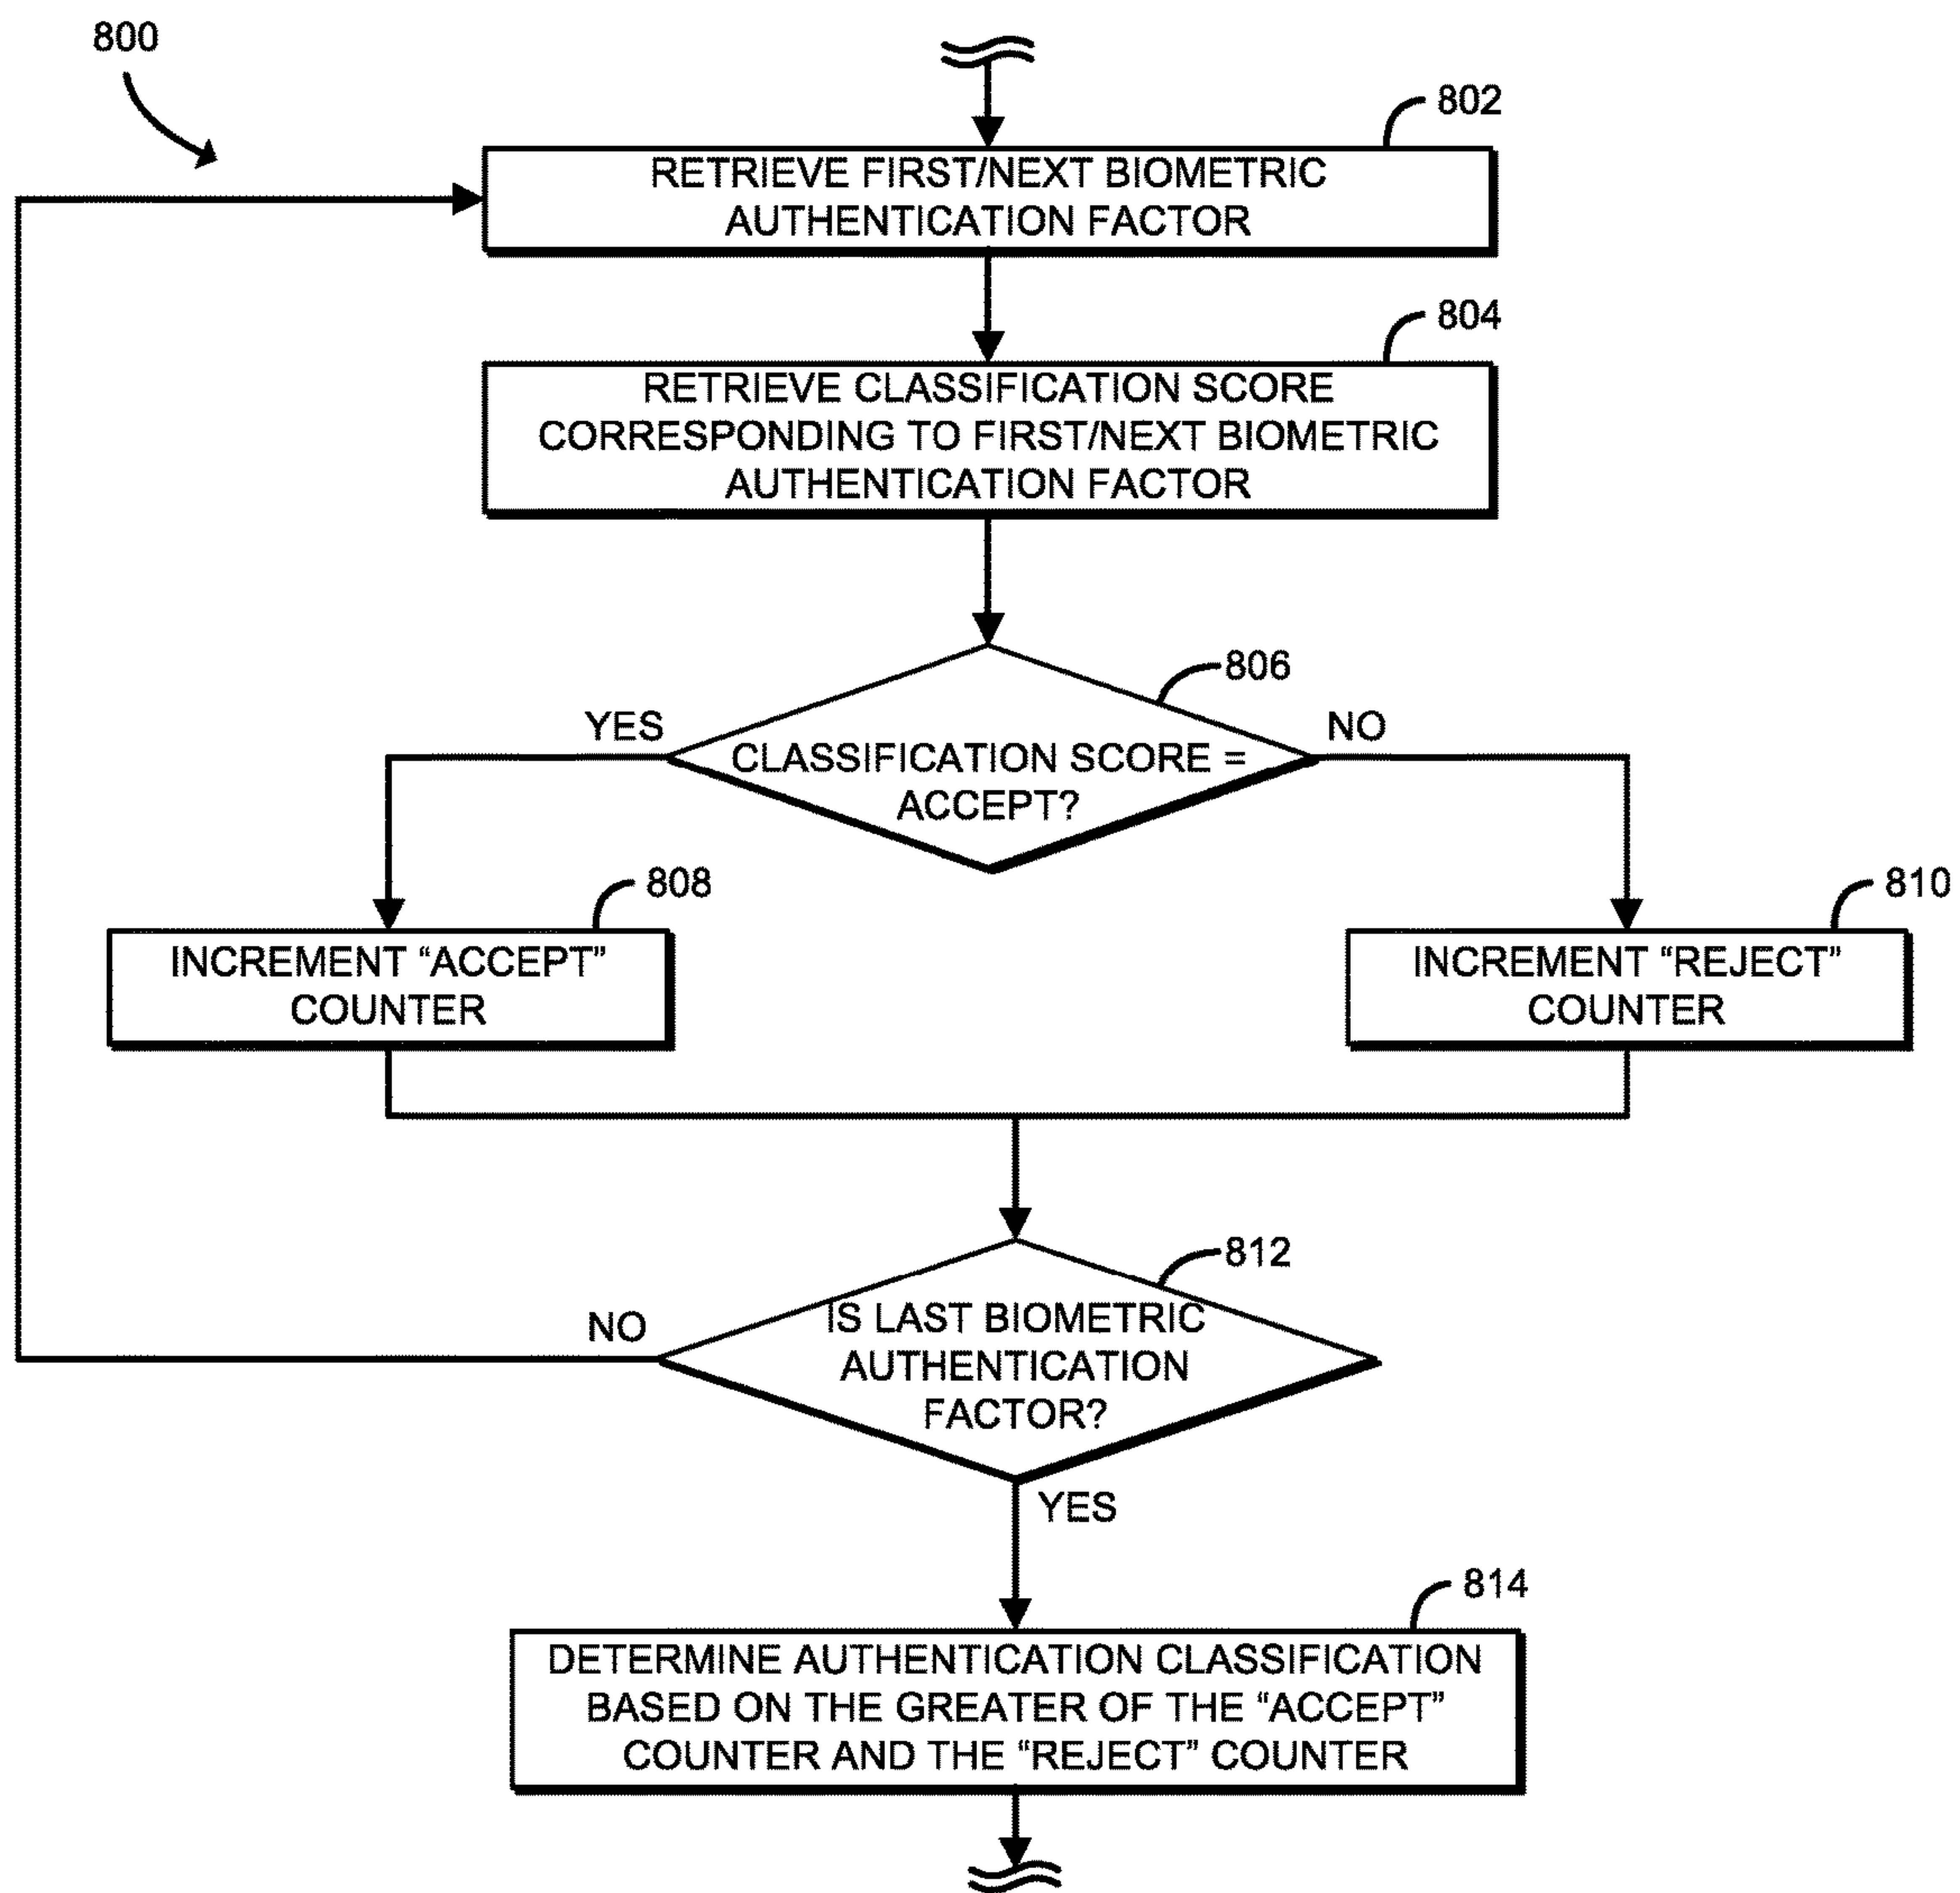 800
802
RETRIEVE FIRST/NEXT BIOMETRIC
AUTHENTICATION FACTOR
804
RETRIEVE CLASSIFICATION SCORE
CORRESPONDING TO FIRST/NEXT BIOMETRIC
AUTHENTICATION FACTOR
806
YES
NO
CLASSIFICATION SCORE =
ACCEPT?
808
810
INCREMENT “ACCEPT”
COUNTER
INCREMENT “REJECT”
COUNTER
812
NO
IS LAST BIOMETRIC
AUTHENTICATION
FACTOR?
YES
814
DETERMINE AUTHENTICATION CLASSIFICATION
BASED ON THE GREATER OF THE “ACCEPT”
COUNTER AND THE “REJECT” COUNTER